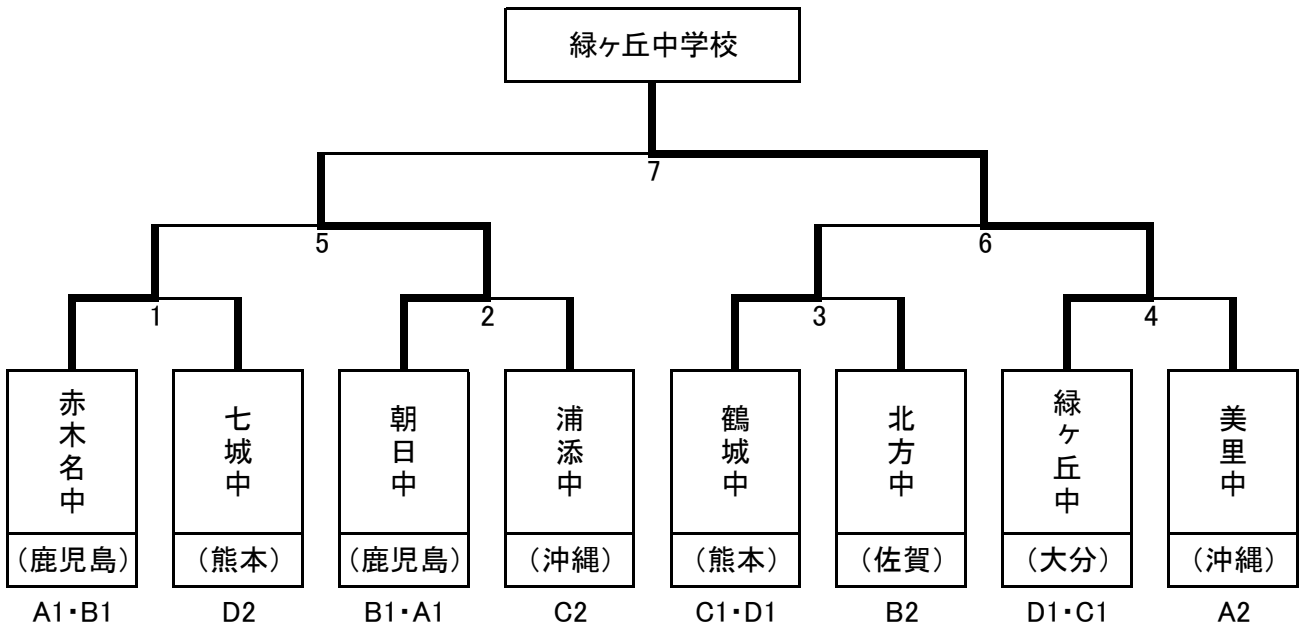 緑ヶ丘中学校
7
5
6
1
2
3
4
赤木名中
七城中
朝日中
浦添中
鶴城中
北方中
緑ヶ丘中
美里中
（鹿児島）
（熊本）
（鹿児島）
（沖縄）
（熊本）
（佐賀）
（大分）
（沖縄）
A1・B1
D2
B1・A1
C2
C1・D1
B2
D1・C1
A2